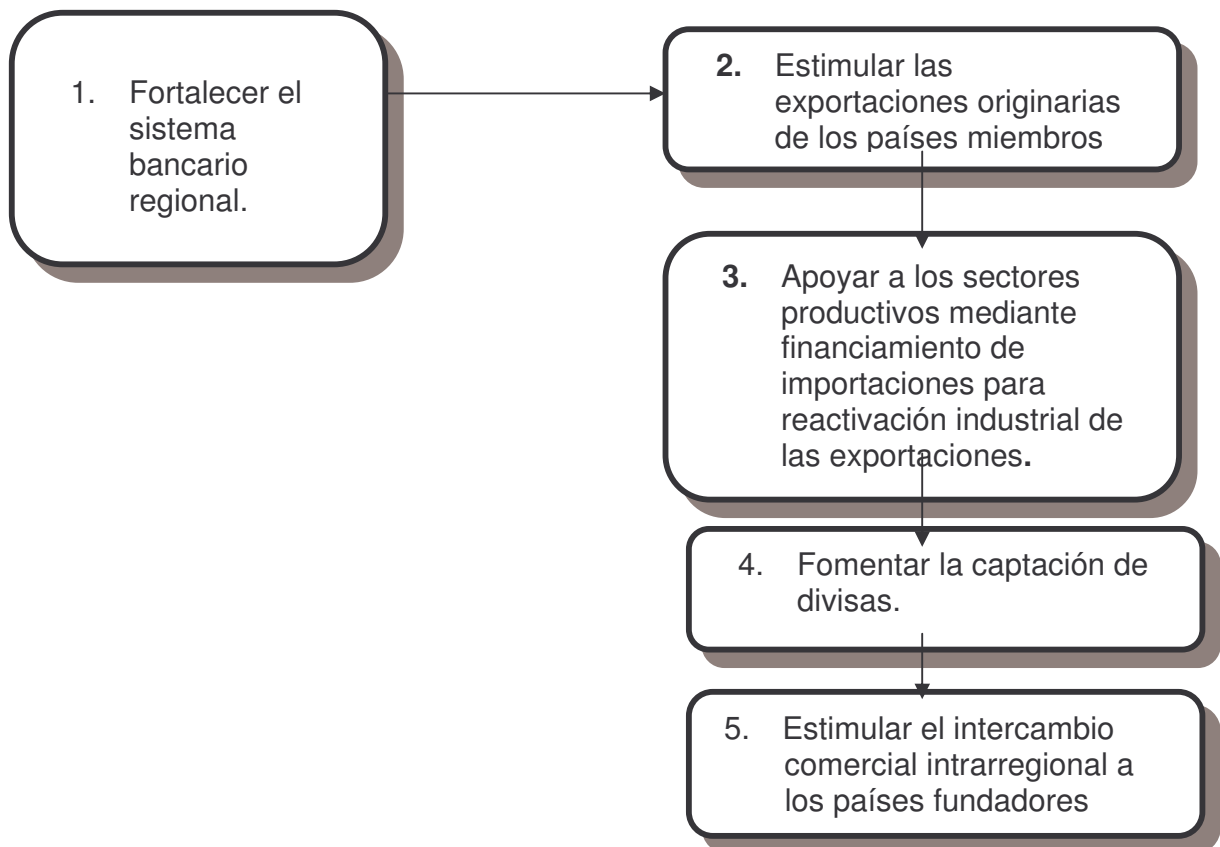 1. Fortalecer el
sistema
bancario
regional.
2. Estimular las
exportaciones originarias
de los países miembros
3. Apoyar a los sectores
productivos mediante
financiamiento de
importaciones para
reactivación industrial de
las exportaciones.
4. Fomentar la captación de
divisas.
5. Estimular el intercambio
comercial intrarregional a
los países fundadores